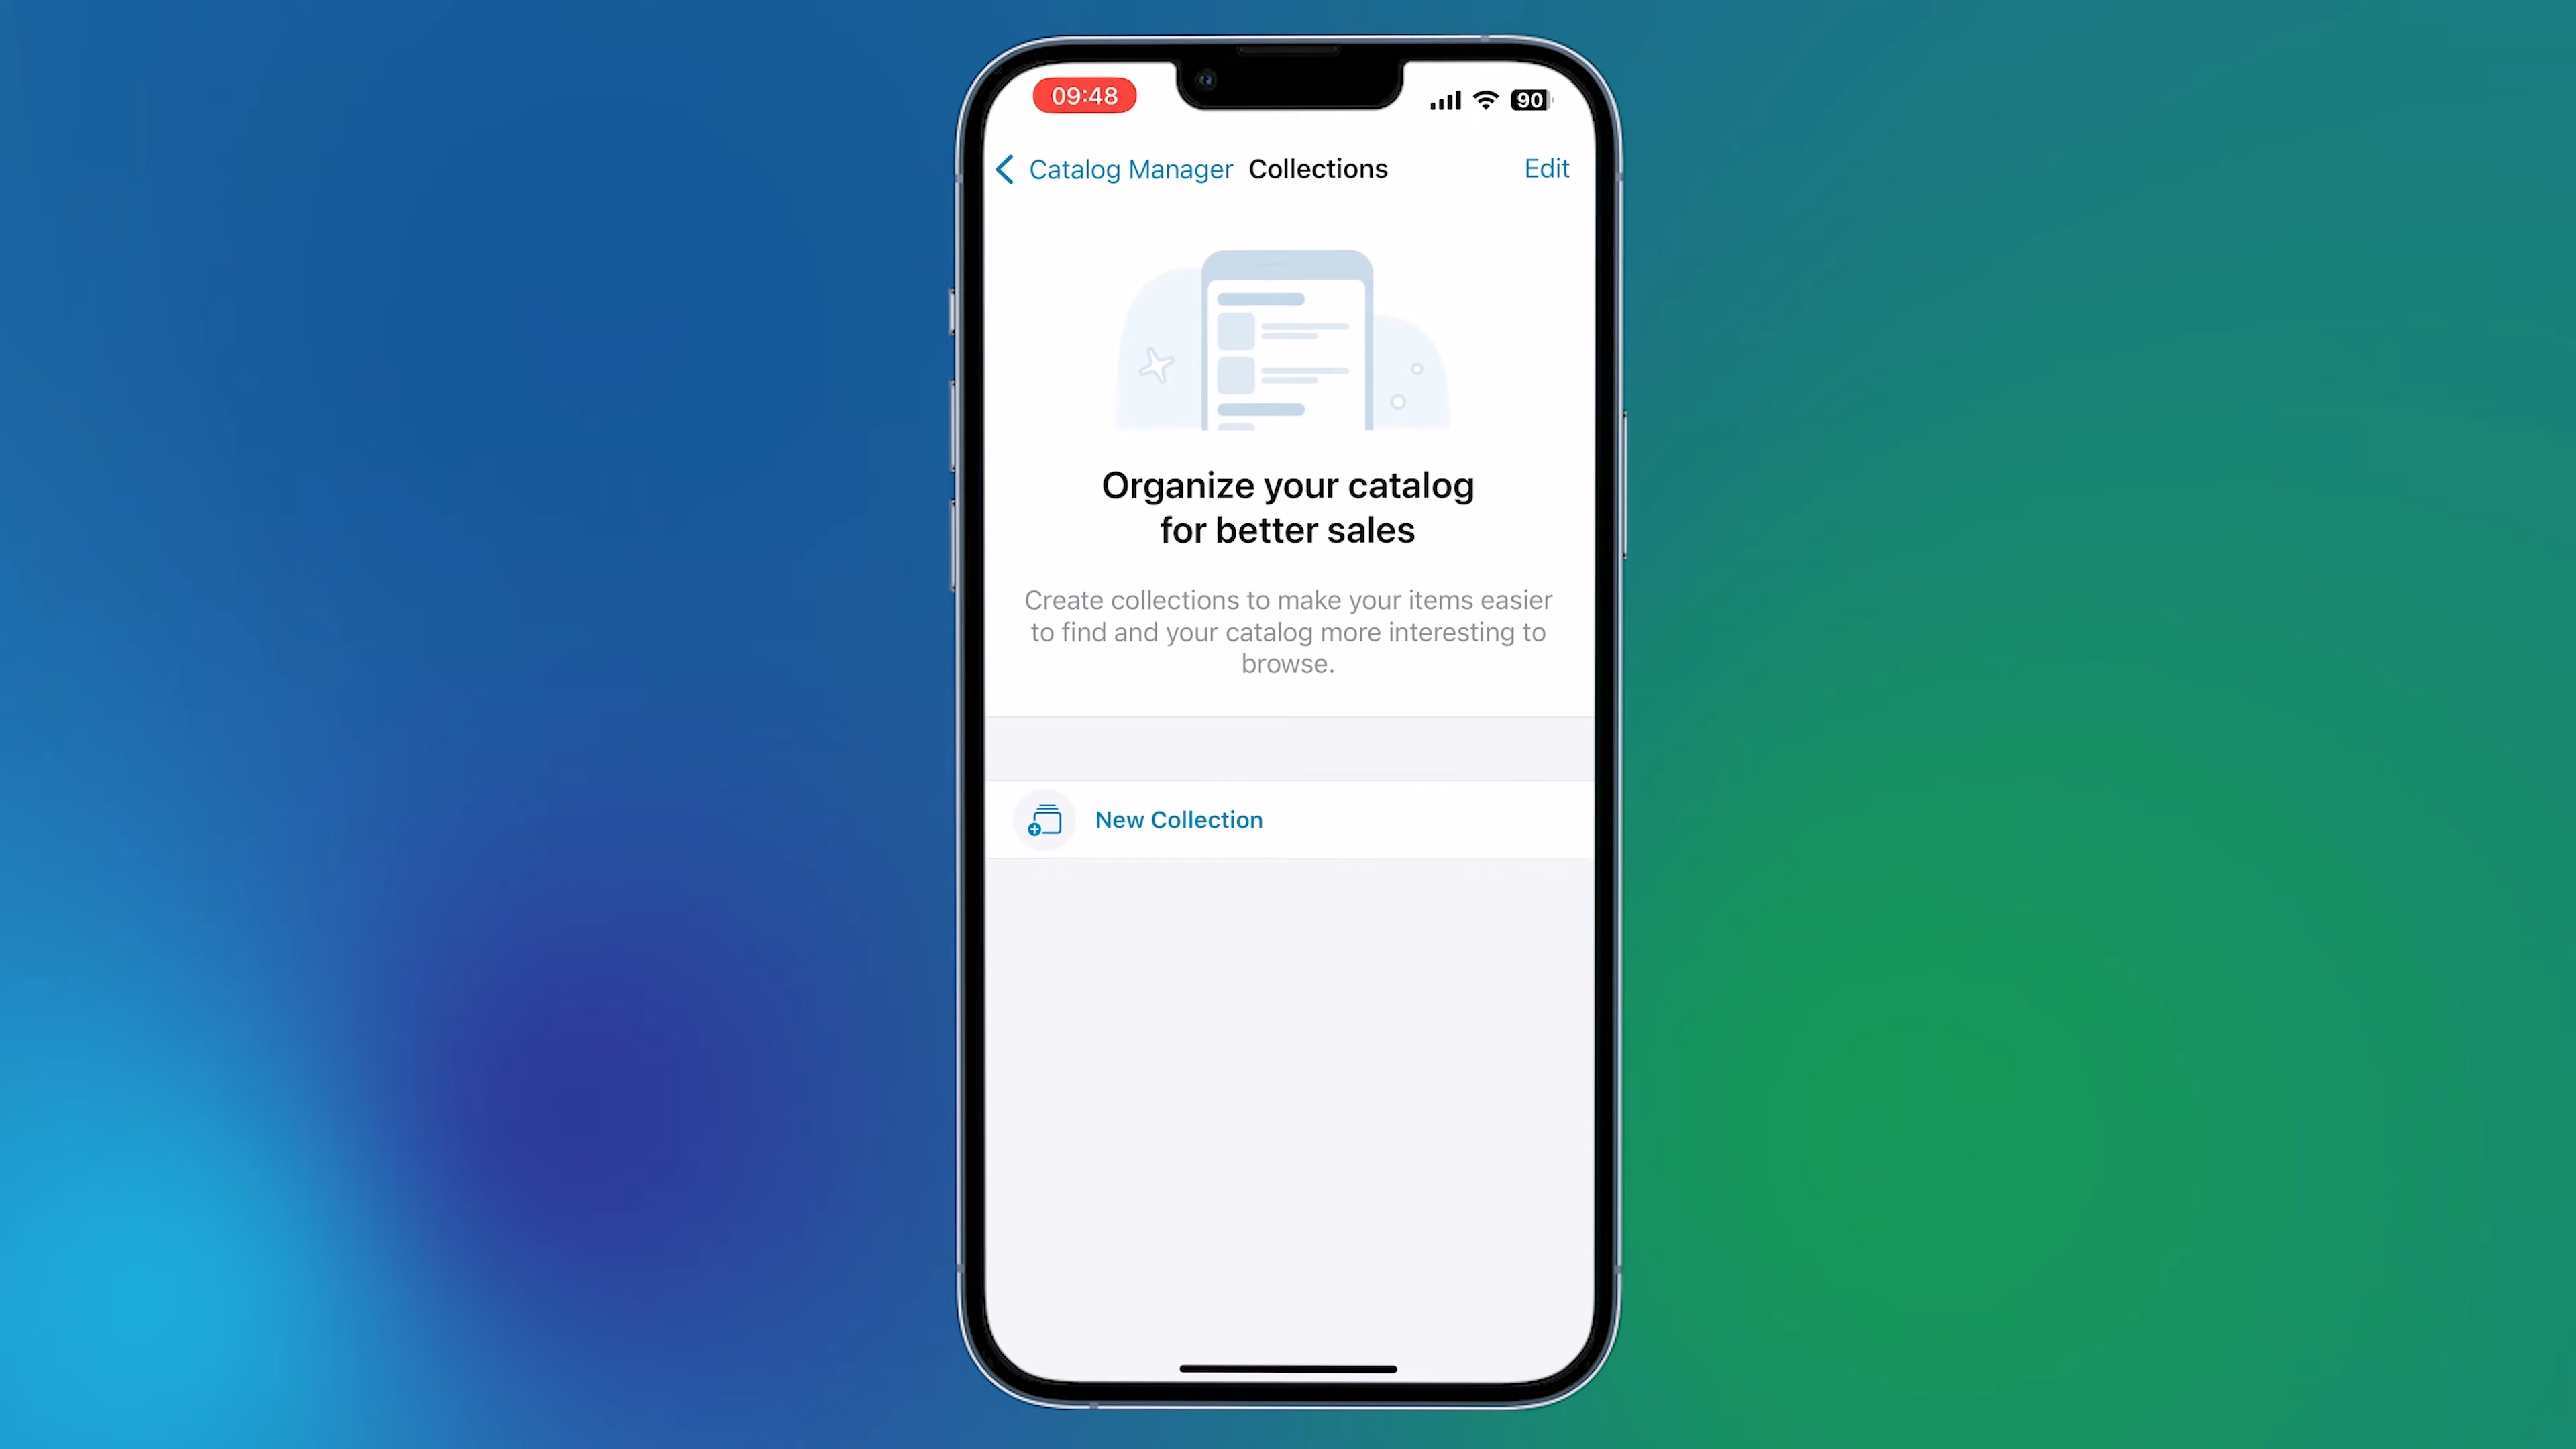 09:48
90
Catalog Manager Collections Edit
Organize your catalog
for better sales
Create collections to make your items easier
to find and your catalog more interesting to
browse.
New Collection